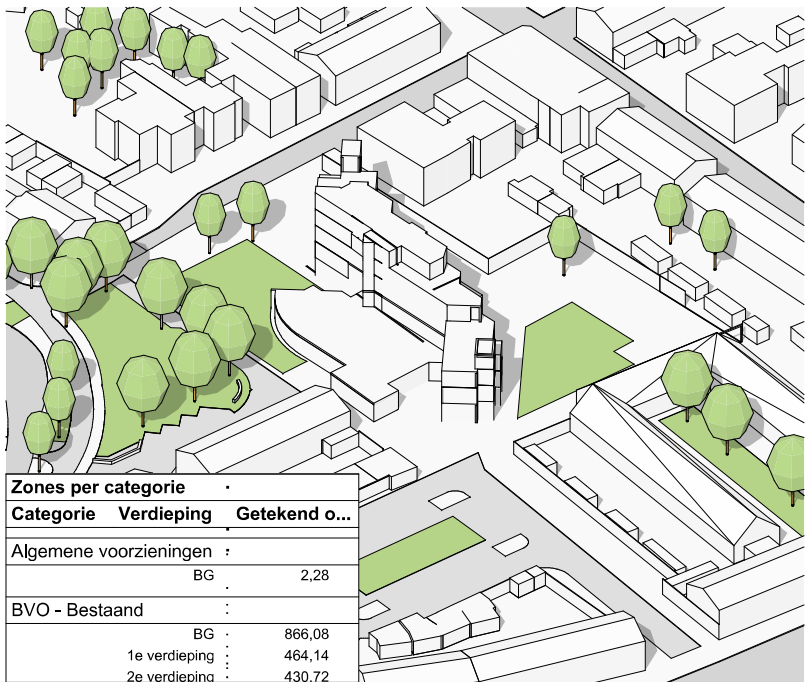 Zones per categorie
Categorie Verdieping Getekend o...
Algemene voorzieningen
BG 2,28
BVO - Bestaand
BG 866,08
1e verdieping 464,14
2e verdieping 430,72